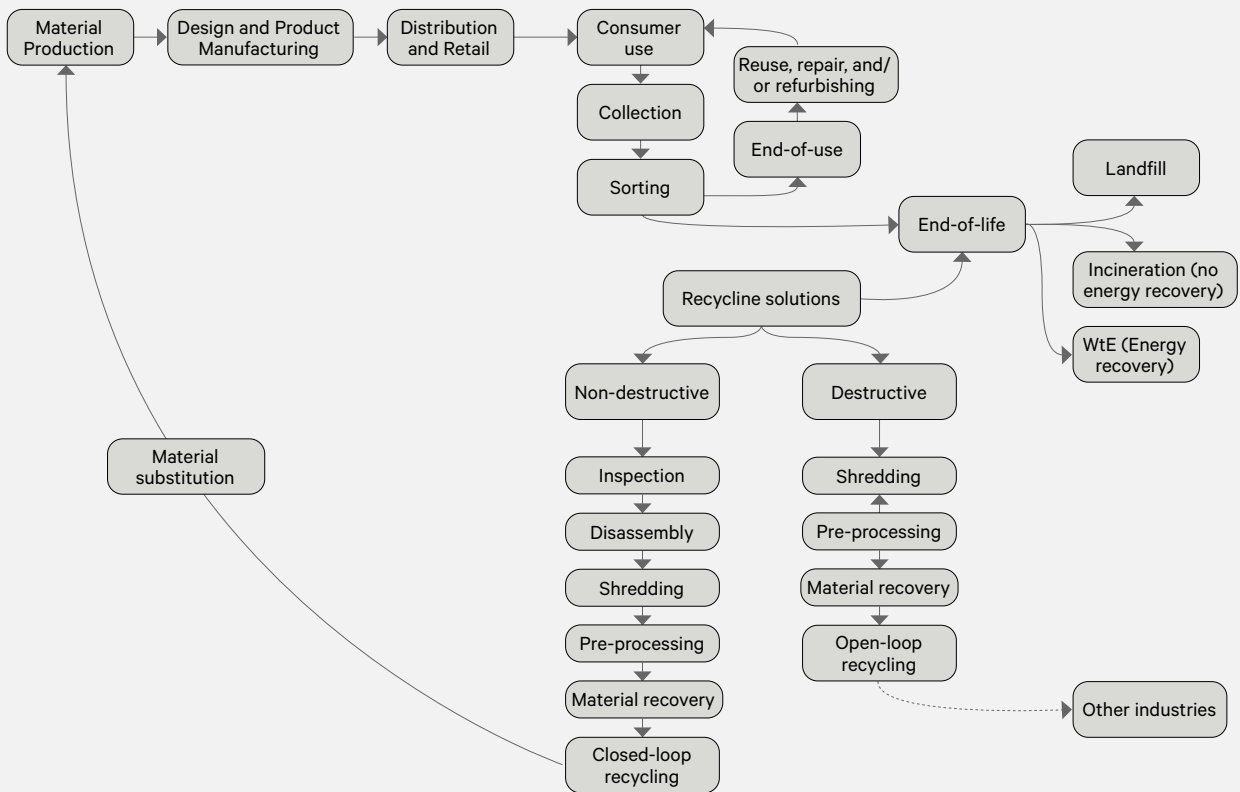 Material
Production
Design and Product
Manufacturing
Distribution
and Retail
Consumer
use
Reuse, repair, and/
or refurbishing
Collection
End-of-use
Sorting
Landfill
End-of-life
Incineration (no
energy recovery)
Recycline solutions
WtE (Energy
recovery)
Non-destructive
Destructive
Material
substitution
Inspection
Shredding
Disassembly
Pre-processing
Shredding
Material recovery
Pre-processing
Open-loop
recycling
Material recovery
Other industries
Closed-loop
recycling